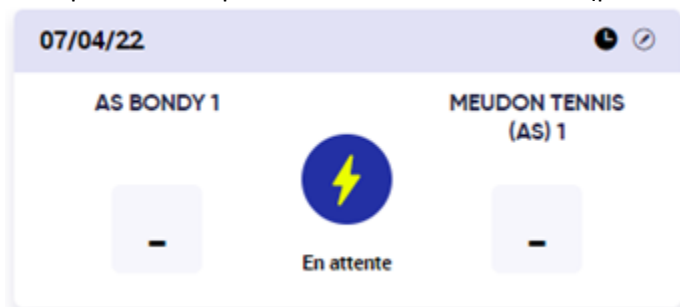 07/04/22
AS BONDY 1
MEUDON TENNIS
(AS) 1
-
-
En attente